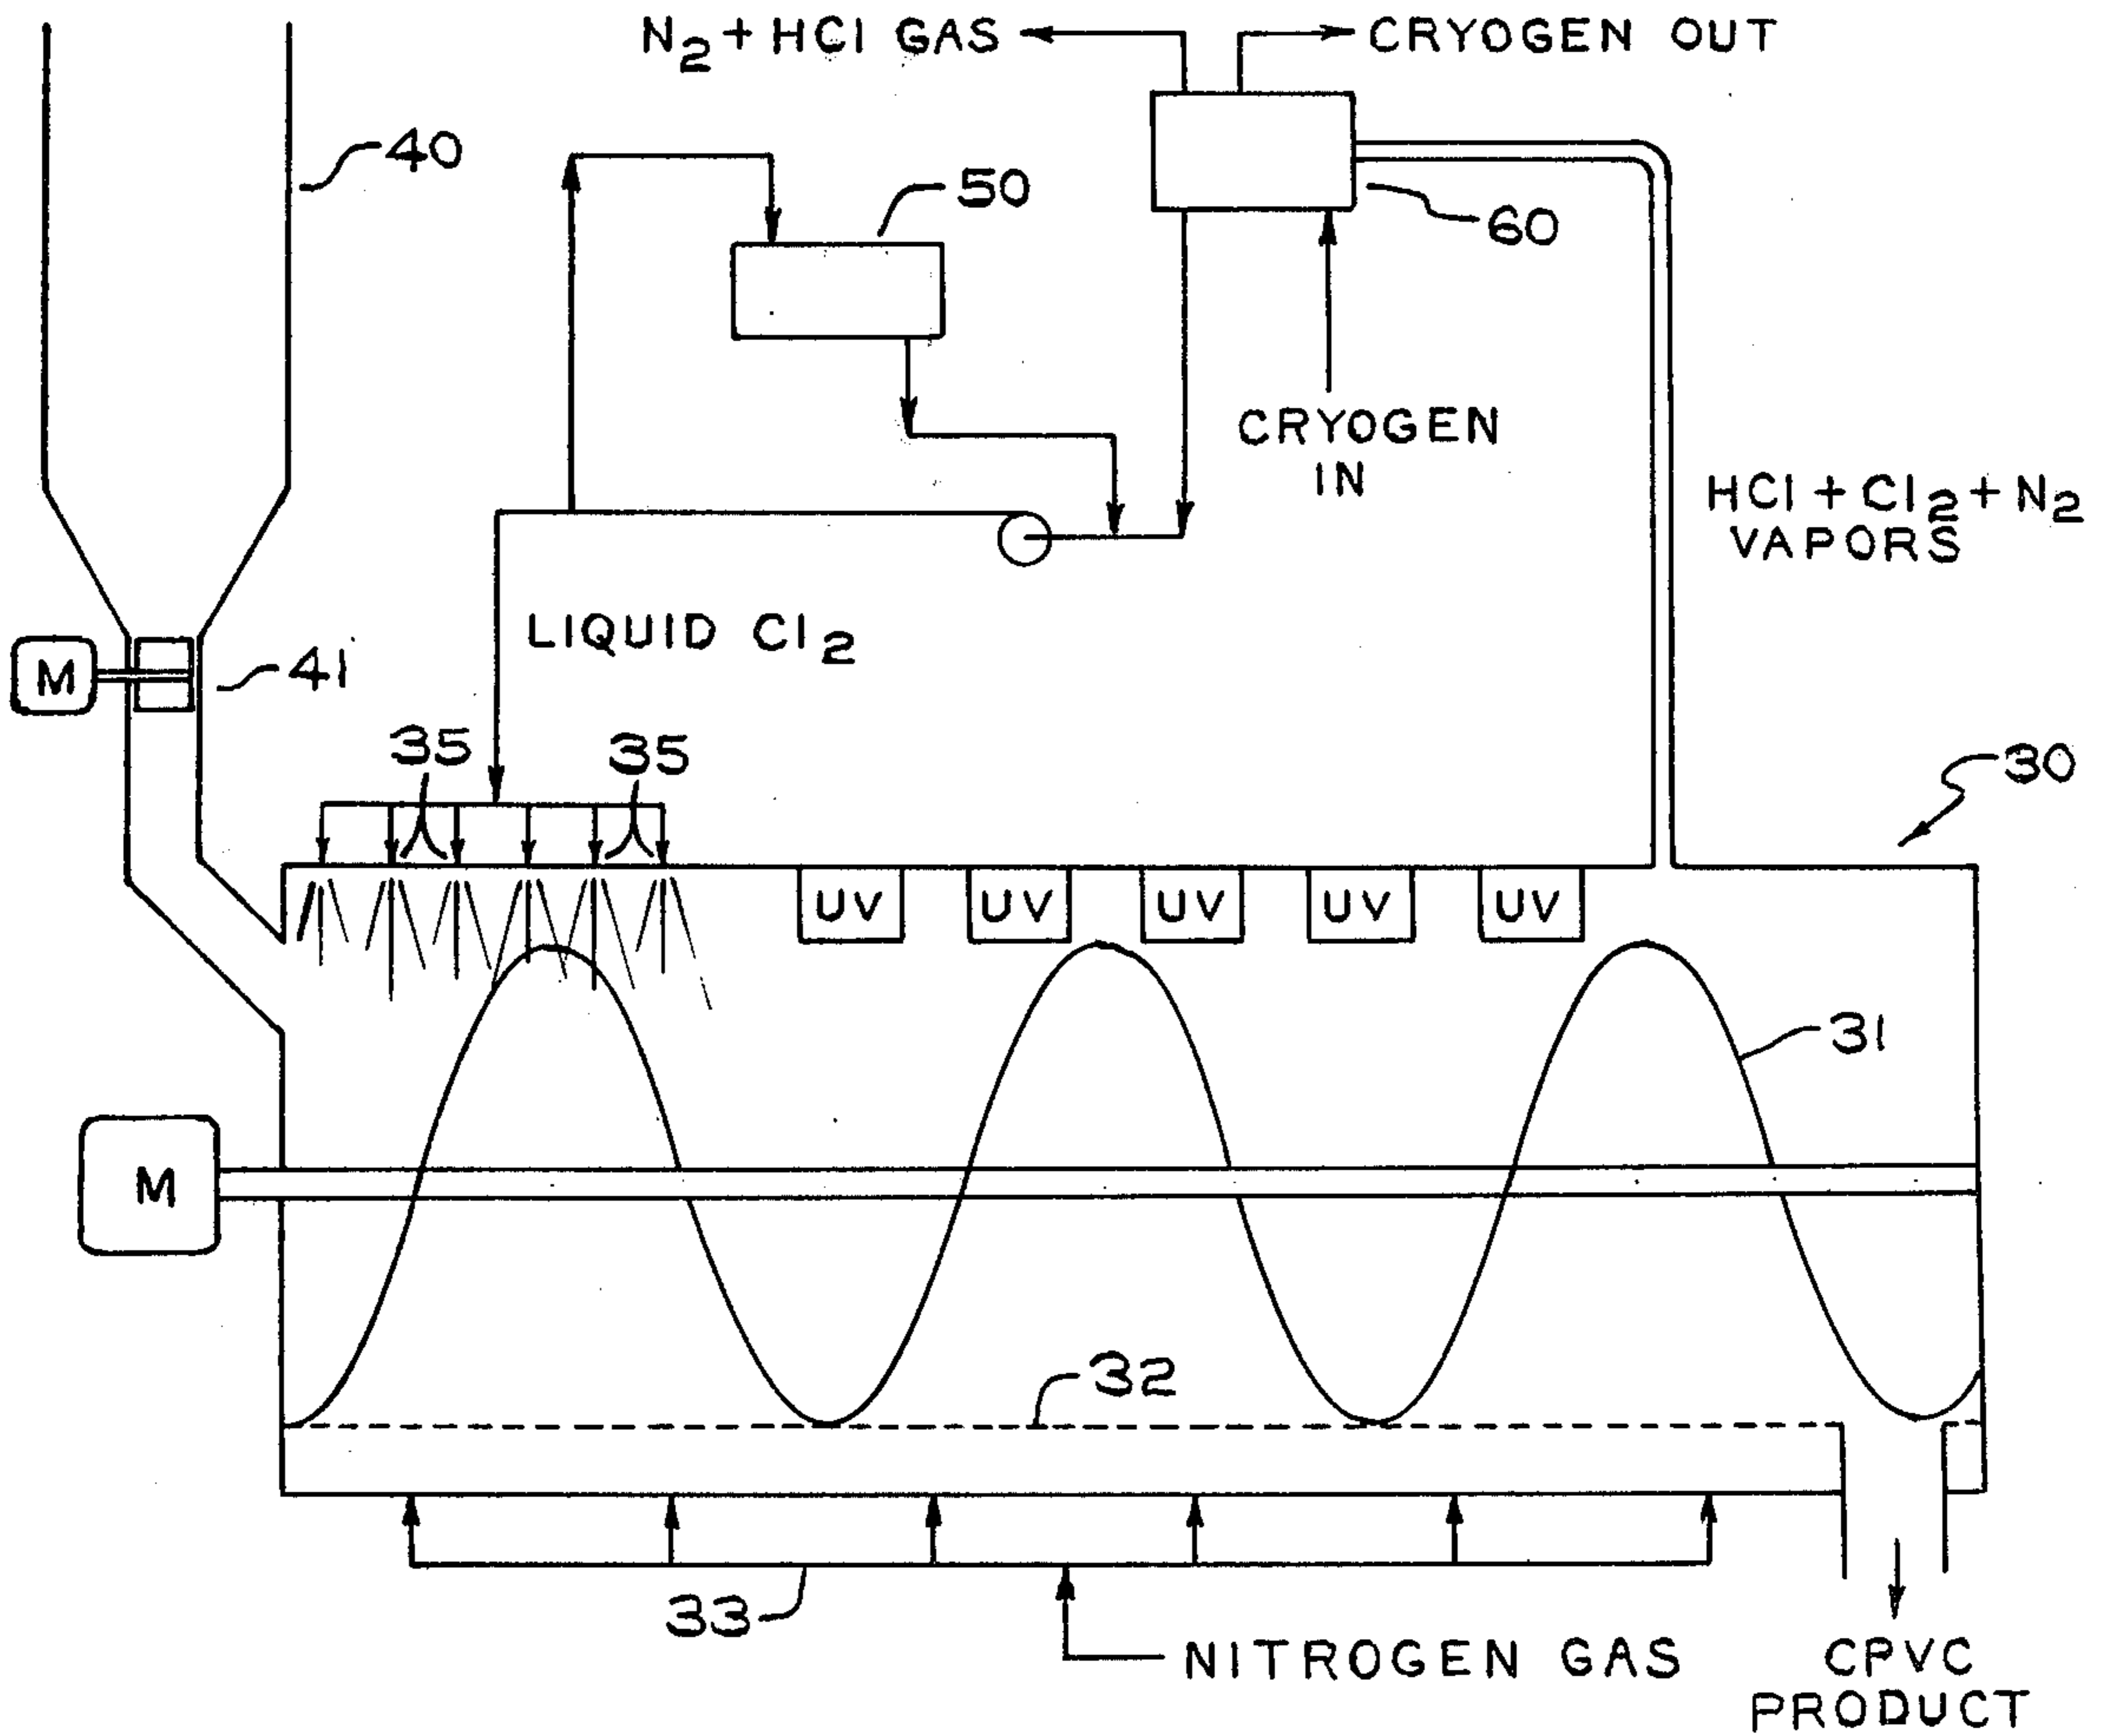 N2 + HCl GAS
CRYOGEN OUT
40
50
60
CRYOGEN
IN
HCl + Cl2 + N2
VAPORS
LIQUID Cl2
M
41
35
35
30
UV
UV
UV
UV
UV
31
M
32
33
NITROGEN GAS
CPVC
PRODUCT